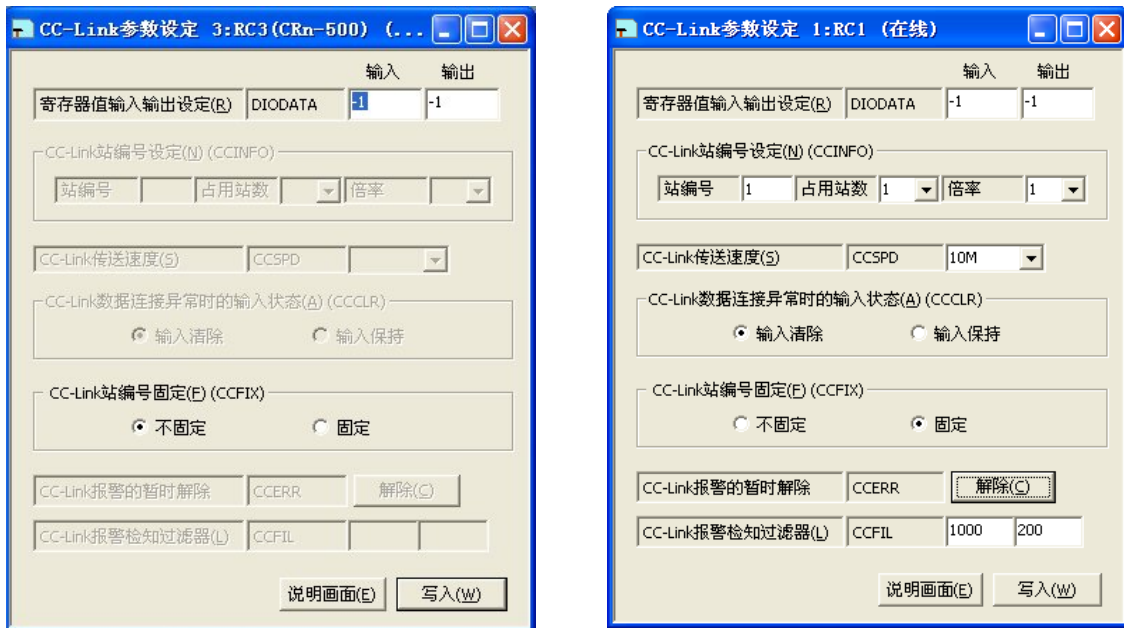 CC-Link参数设定 3:RC3(CRn-500) (...
输入 输出
寄存器值输入输出设定(R) DIODATA -1 -1
CC-Link站编号设定(N) (CCINFO)
站编号 占用站数 倍率
CC-Link传送速度(S) CCSPD
CC-Link数据连接异常时的输入状态(A) (CCCLR)
输入清除 输入保持
CC-Link站编号固定(F) (CCFIX)
不固定 固定
CC-Link报警的暂时解除 CCERR 解除(C)
CC-Link报警检知过滤器(L) CCFIL
说明画面(E) 写入(W)
CC-Link参数设定 1:RC1 (在线)
输入 输出
寄存器值输入输出设定(R) DIODATA -1 -1
CC-Link站编号设定(N) (CCINFO)
站编号 1 占用站数 1 倍率 1
CC-Link传送速度(S) CCSPD 10M
CC-Link数据连接异常时的输入状态(A) (CCCLR)
输入清除 输入保持
CC-Link站编号固定(F) (CCFIX)
不固定 固定
CC-Link报警的暂时解除 CCERR 解除(C)
CC-Link报警检知过滤器(L) CCFIL 1000 200
说明画面(E) 写入(W)